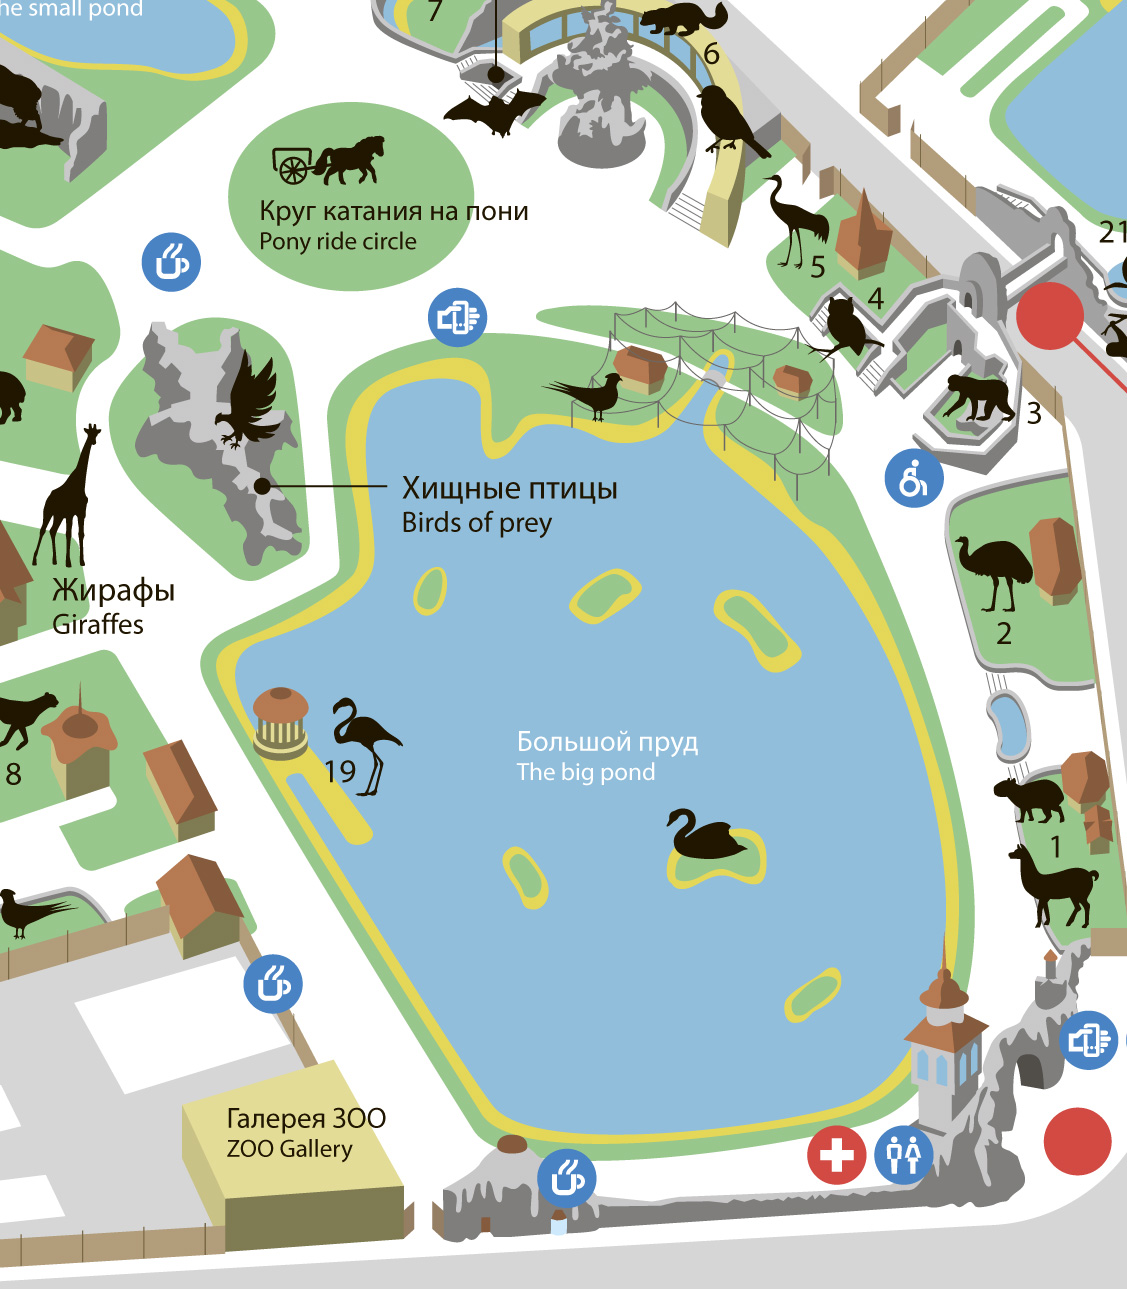 he small pond
7
6
Круг катания на пони
Pony ride circle
5
4
21
3
Хищные птицы
Birds of prey
Жирафы
Giraffes
2
19
Большой пруд
The big pond
8
1
Галерея ЗОО
ZOO Gallery